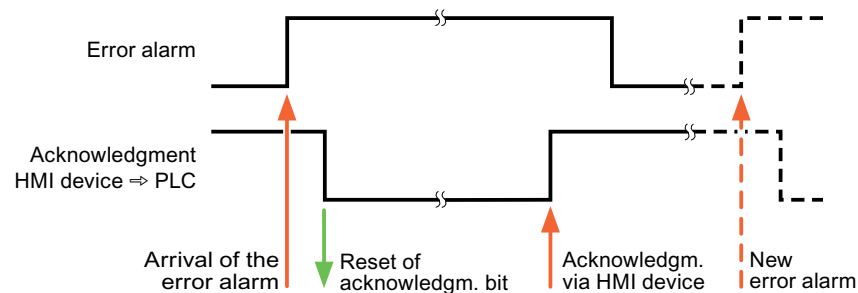 Error alarm
Acknowledgment
HMI device ⇨ PLC
Arrival of the
error alarm
Reset of
acknowledgm. bit
Acknowledgm.
via HMI device
New
error alarm